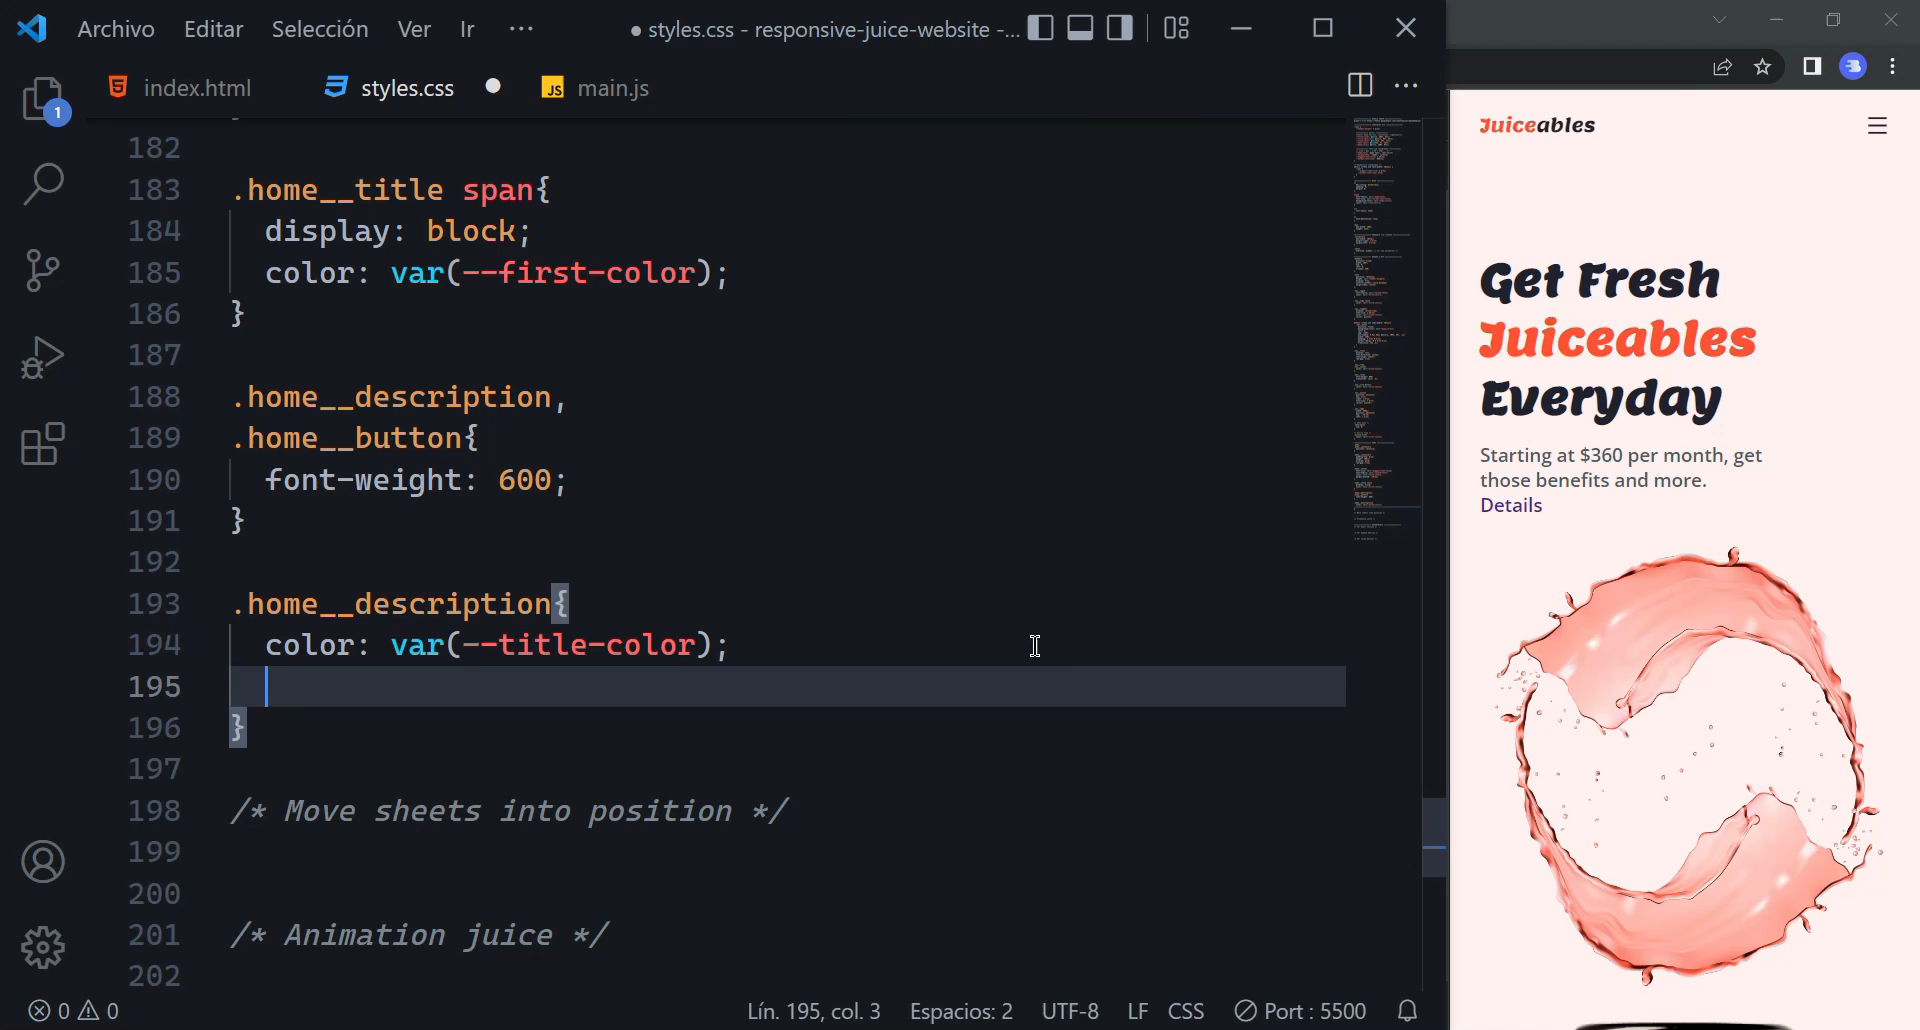 Archivo Editar Selección Ver Ir ··· ● styles.css - responsive-juice-website -...
index.html styles.css ● JS main.js
1
182
183 .home__title span{
184 display: block;
185 color: var(--first-color);
186 }
187
188 .home__description,
189 .home__button{
190 font-weight: 600;
191 }
192
193 .home__description{
194 color: var(--title-color);
195
196 }
197
198 /* Move sheets into position */
199
200
201 /* Animation juice */
202
0 0 Lín. 195, col. 3 Espacios: 2 UTF-8 LF CSS Port : 5500
Juiceables
Get Fresh
Juiceables
Everyday
Starting at $360 per month, get
those benefits and more.
Details